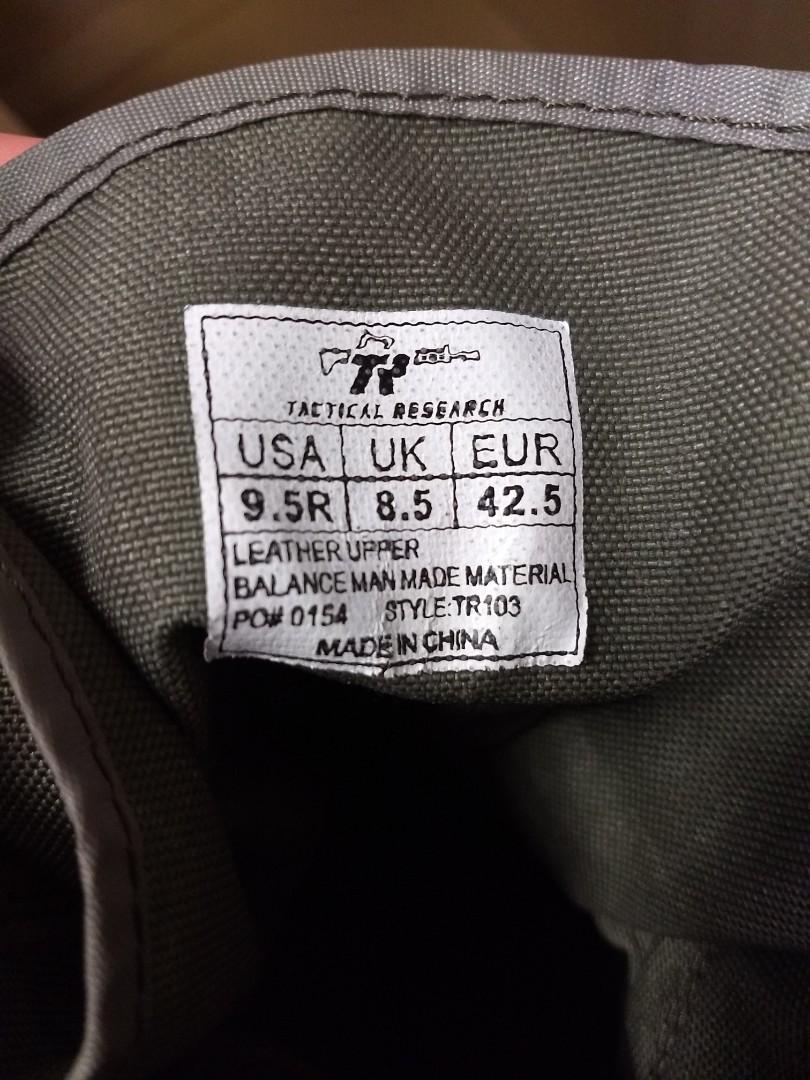 TR
TACTICAL RESEARCH
USA UK EUR
9.5R 8.5 42.5
LEATHER UPPER
BALANCE MAN MADE MATERIAL
PO# 0154 STYLE:TR103
MADE IN CHINA